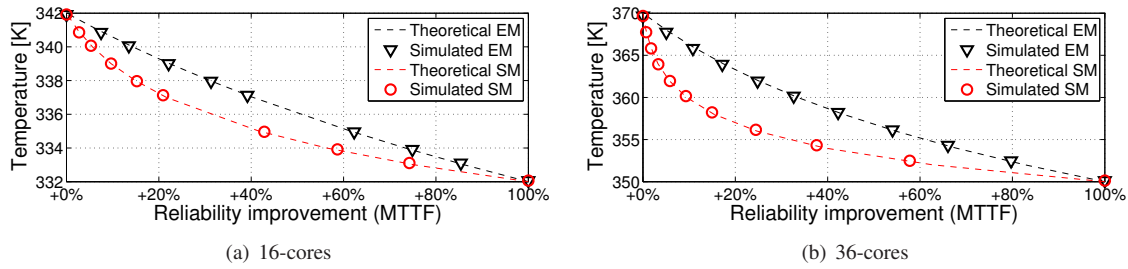 Temperature [K]
342
340
338
336
334
332
+0%
+20%
+40%
+60%
+80%
100%
Reliability improvement (MTTF)
Theoretical EM
Simulated EM
Theoretical SM
Simulated SM
(a) 16-cores
Temperature [K]
370
365
360
355
350
+0%
+20%
+40%
+60%
+80%
100%
Reliability improvement (MTTF)
Theoretical EM
Simulated EM
Theoretical SM
Simulated SM
(b) 36-cores